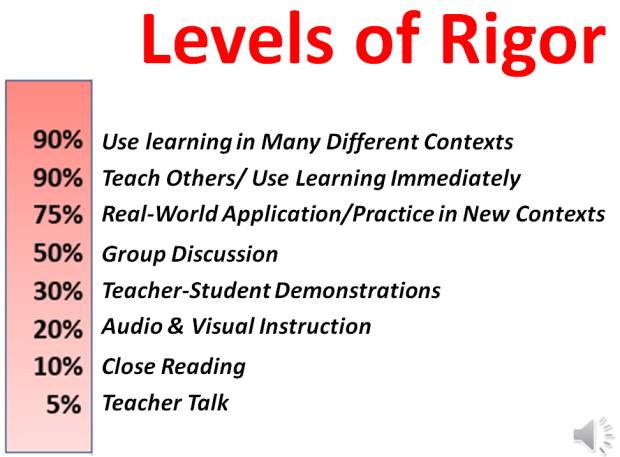 Levels of Rigor
90% Use learning in Many Different Contexts
90% Teach Others/ Use Learning Immediately
75% Real-World Application/Practice in New Contexts
50% Group Discussion
30% Teacher-Student Demonstrations
20% Audio & Visual Instruction
10% Close Reading
5% Teacher Talk